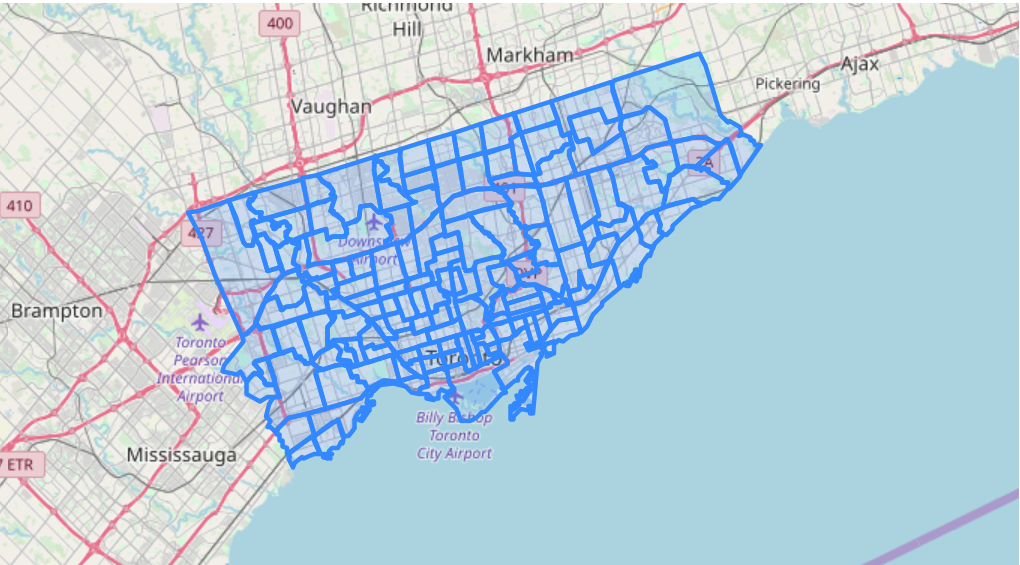 Richmond
Hill
400
Markham
Ajax
Pickering
Vaughan
2A
401
410
427
Downsview
Airport
DVP
Brampton
Toronto
Pearson
International
Airport
Toronto
Billy Bishop
Toronto
City Airport
Mississauga
7 ETR